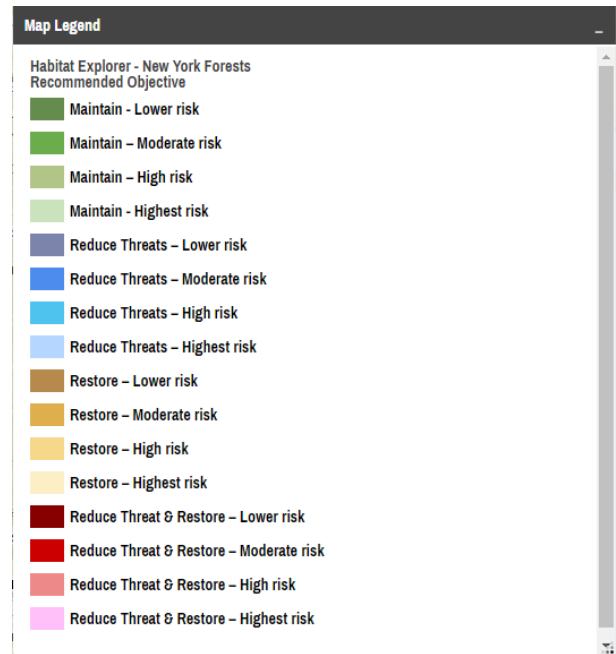 Map Legend
Habitat Explorer - New York Forests
Recommended Objective
Maintain - Lower risk
Maintain – Moderate risk
Maintain – High risk
Maintain - Highest risk
Reduce Threats – Lower risk
Reduce Threats – Moderate risk
Reduce Threats – High risk
Reduce Threats – Highest risk
Restore – Lower risk
Restore – Moderate risk
Restore – High risk
Restore – Highest risk
Reduce Threat & Restore – Lower risk
Reduce Threat & Restore – Moderate risk
Reduce Threat & Restore – High risk
Reduce Threat & Restore – Highest risk